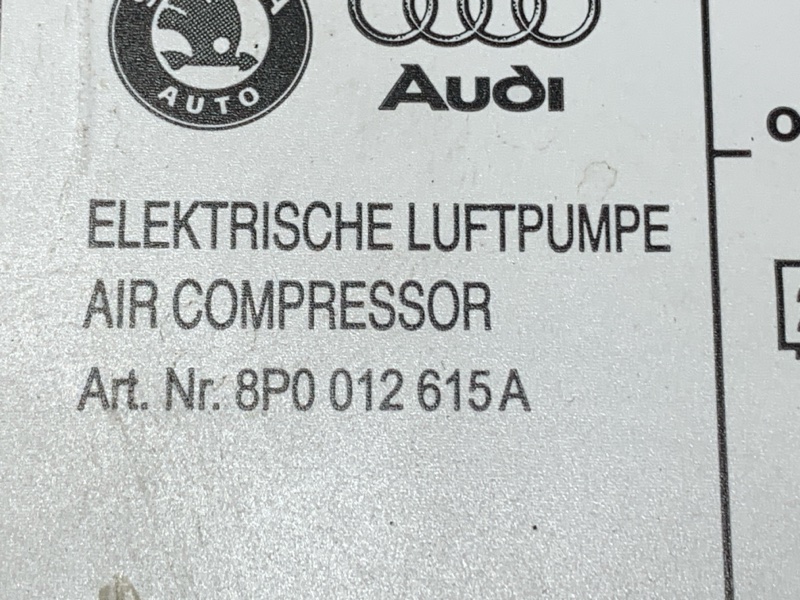 AUTO
Audi
ELEKTRISCHE LUFTPUMPE
AIR COMPRESSOR
Art. Nr. 8P0 012 615 A